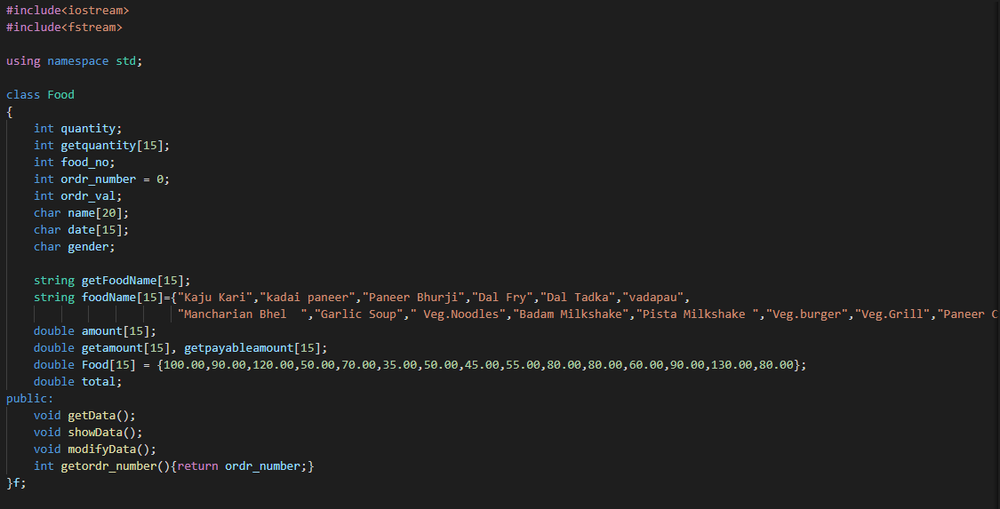 #include<iostream>
#include<fstream>
using namespace std;
class Food
{
int quantity;
int getquantity[15];
int food_no;
int ordr_number = 0;
int ordr_val;
char name[20];
char date[15];
char gender;
string getFoodName[15];
string foodName[15]={"Kaju Kari","kadai paneer","Paneer Bhurji","Dal Fry","Dal Tadka","vadapau",
"Mancharian Bhel  ","Garlic Soup"," Veg.Noodles","Badam Milkshake","Pista Milkshake ","Veg.burger","Veg.Grill","Paneer C
double amount[15];
double getamount[15], getpayableamount[15];
double Food[15] = {100.00,90.00,120.00,50.00,70.00,35.00,50.00,45.00,55.00,80.00,80.00,60.00,90.00,130.00,80.00};
double total;
public:
void getData();
void showData();
void modifyData();
int getordr_number(){return ordr_number;}
}f;